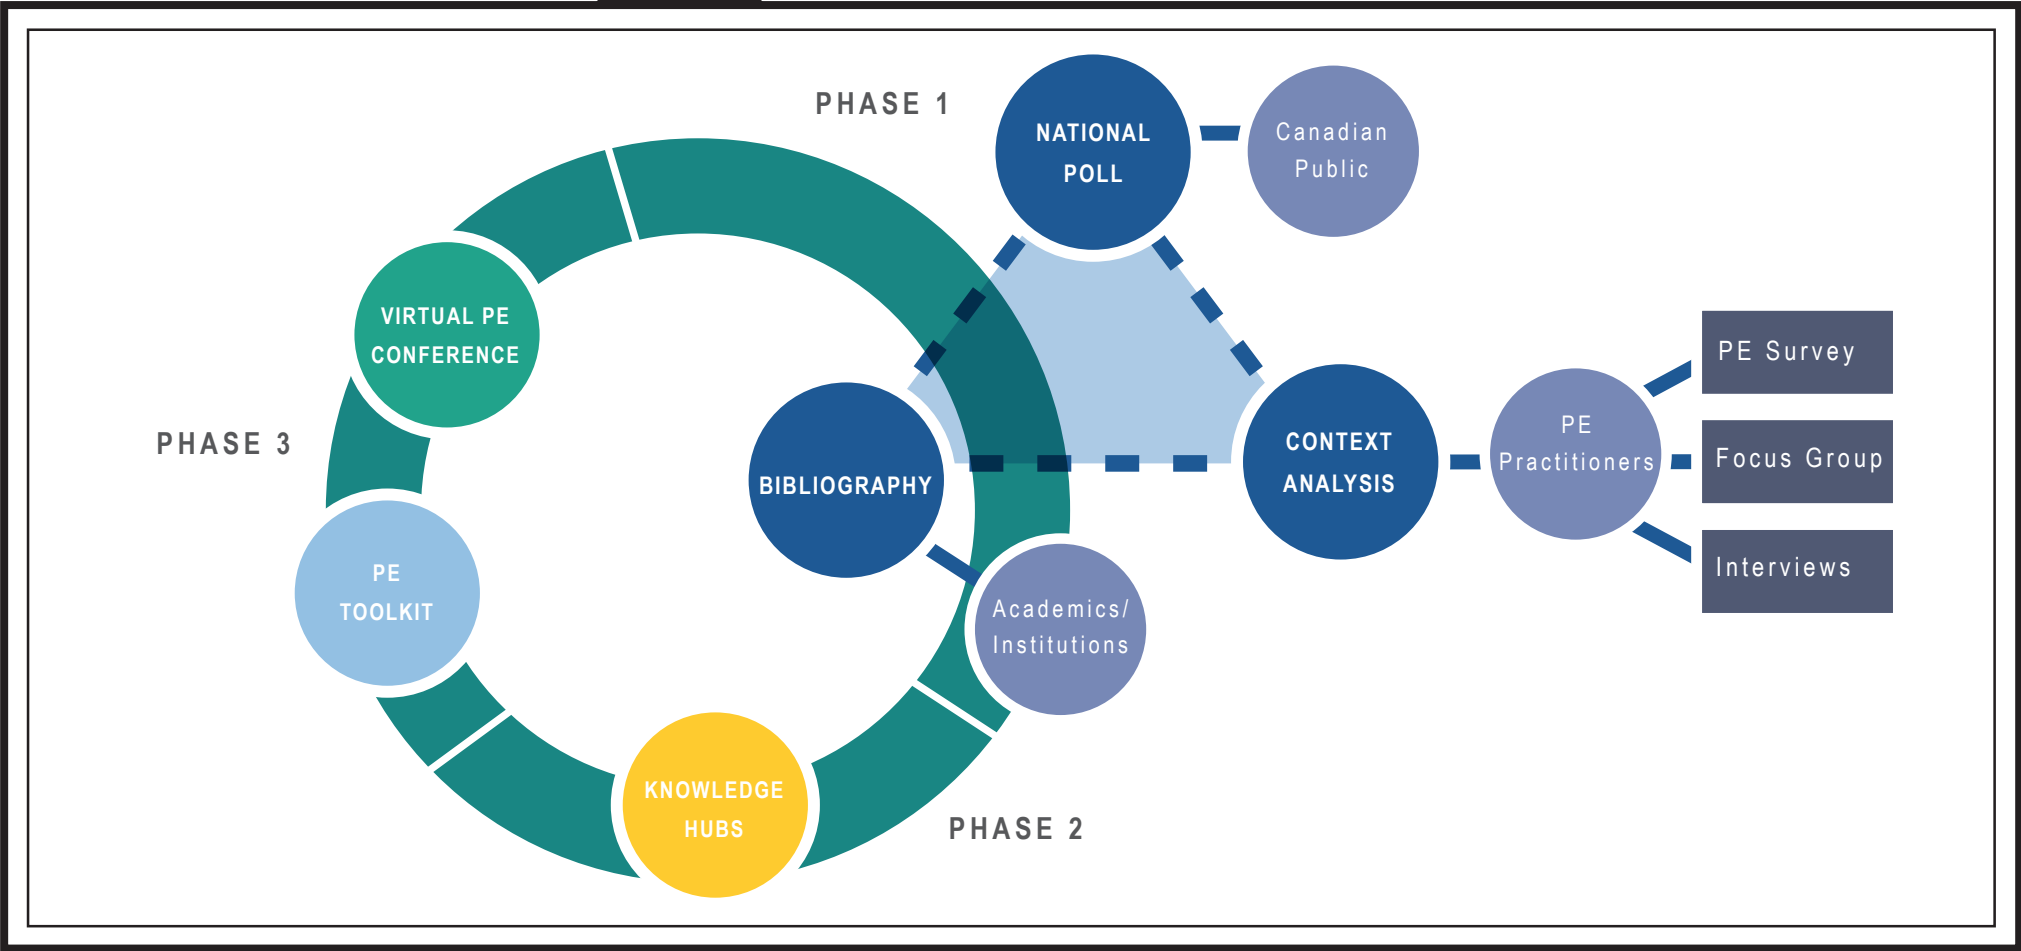 PHASE 1
NATIONAL
POLL
Canadian
Public
VIRTUAL PE
CONFERENCE
PE Survey
PHASE 3
BIBLIOGRAPHY
CONTEXT
ANALYSIS
PE
Practitioners
Focus Group
Interviews
PE
TOOLKIT
Academics/
Institutions
KNOWLEDGE
HUBS
PHASE 2